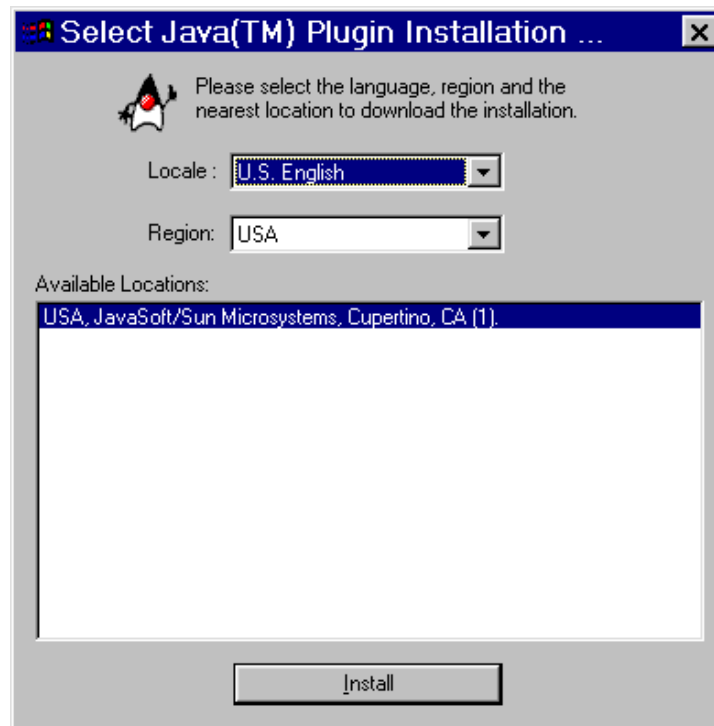 Select Java(TM) Plugin Installation ...
Please select the language, region and the
nearest location to download the installation.
Locale : U.S. English
Region: USA
Available Locations:
USA, JavaSoft/Sun Microsystems, Cupertino, CA (1).
Install